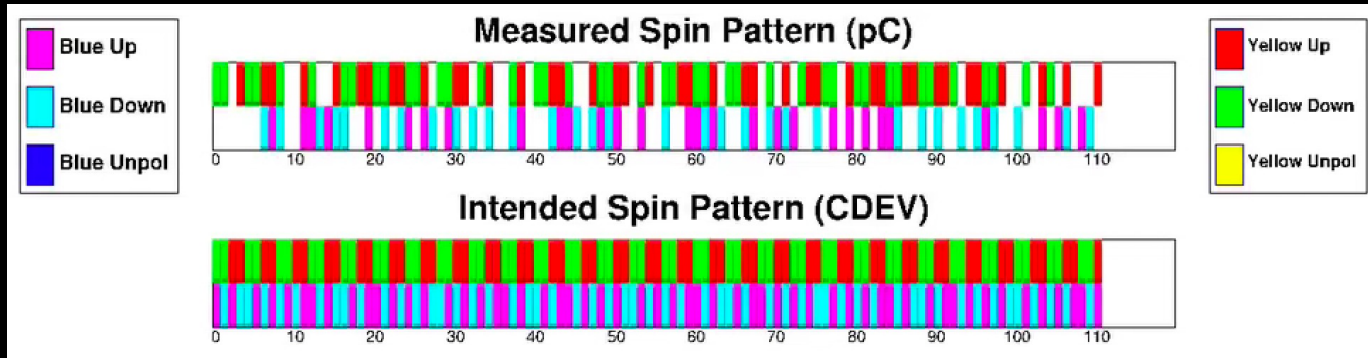 Measured Spin Pattern (pC)
Blue Up
Blue Down
Blue Unpol
0 10 20 30 40 50 60 70 80 90 100 110
Yellow Up
Yellow Down
Yellow Unpol
Intended Spin Pattern (CDEV)
0 10 20 30 40 50 60 70 80 90 100 110